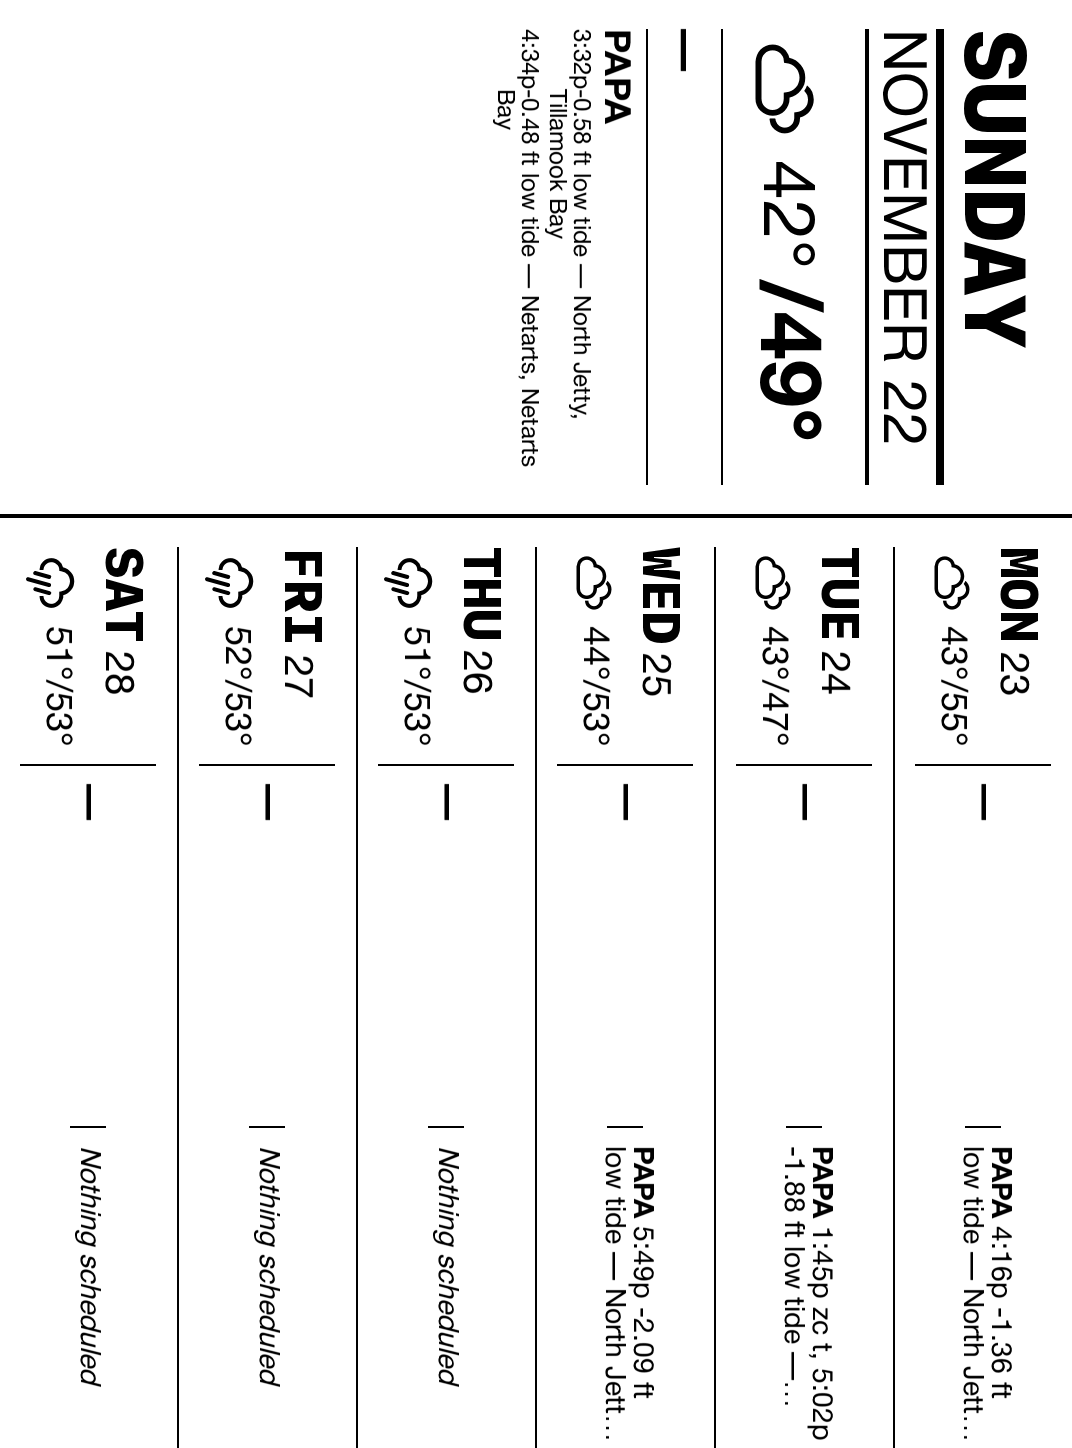 SUNDAY
NOVEMBER 22
42° /49°
—
PAPA
3:32p-0.58 ft low tide — North Jetty,
Tillamook Bay
4:34p-0.48 ft low tide — Netarts, Netarts
Bay
MON 23
43°/55°
—
PAPA 4:16p -1.36 ft
low tide — North Jett…
TUE 24
43°/47°
—
PAPA 1:45p zc t, 5:02p
-1.88 ft low tide —…
WED 25
44°/53°
—
PAPA 5:49p -2.09 ft
low tide — North Jett…
THU 26
51°/53°
—
Nothing scheduled
FRI 27
52°/53°
—
Nothing scheduled
SAT 28
51°/53°
—
Nothing scheduled